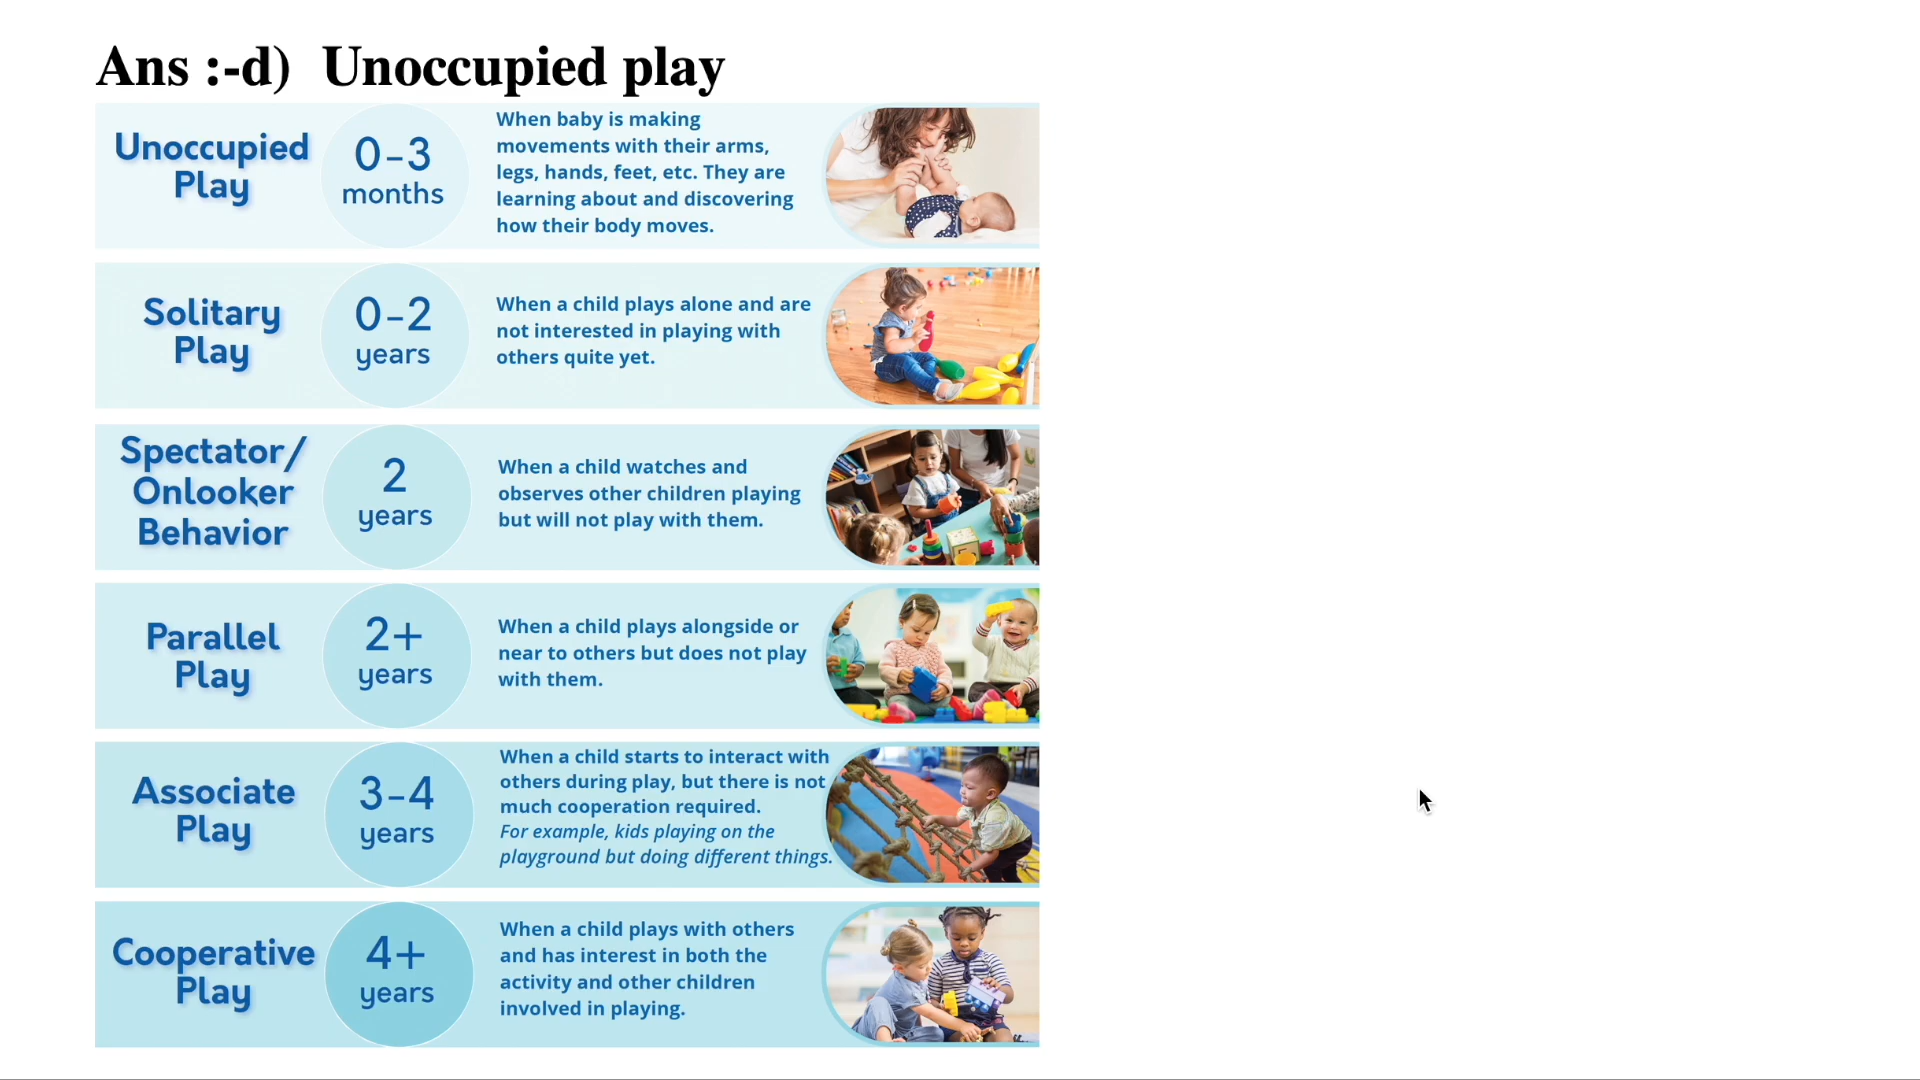 Ans :-d)  Unoccupied play
Unoccupied
Play
0-3
months
When baby is making
movements with their arms,
legs, hands, feet, etc. They are
learning about and discovering
how their body moves.
Solitary
Play
0-2
years
When a child plays alone and are
not interested in playing with
others quite yet.
Spectator/
Onlooker
Behavior
2
years
When a child watches and
observes other children playing
but will not play with them.
Parallel
Play
2+
years
When a child plays alongside or
near to others but does not play
with them.
Associate
Play
3-4
years
When a child starts to interact with
others during play, but there is not
much cooperation required.
For example, kids playing on the
playground but doing different things.
Cooperative
Play
4+
years
When a child plays with others
and has interest in both the
activity and other children
involved in playing.